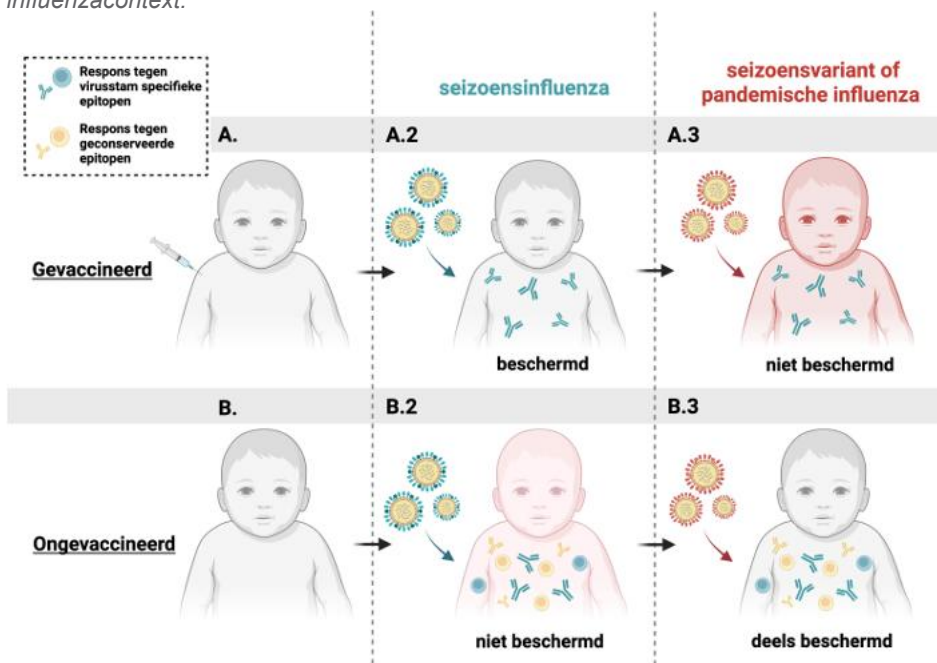 influenzacontext.
Respons tegen
virusstam specifieke
epitopen
Respons tegen
geconserveerde
epitopen
seizoensinfluenza
seizoensvariant of
pandemische influenza
A.
A.2
A.3
Gevaccineerd
beschermd
niet beschermd
B.
B.2
B.3
Ongevaccineerd
niet beschermd
deels beschermd